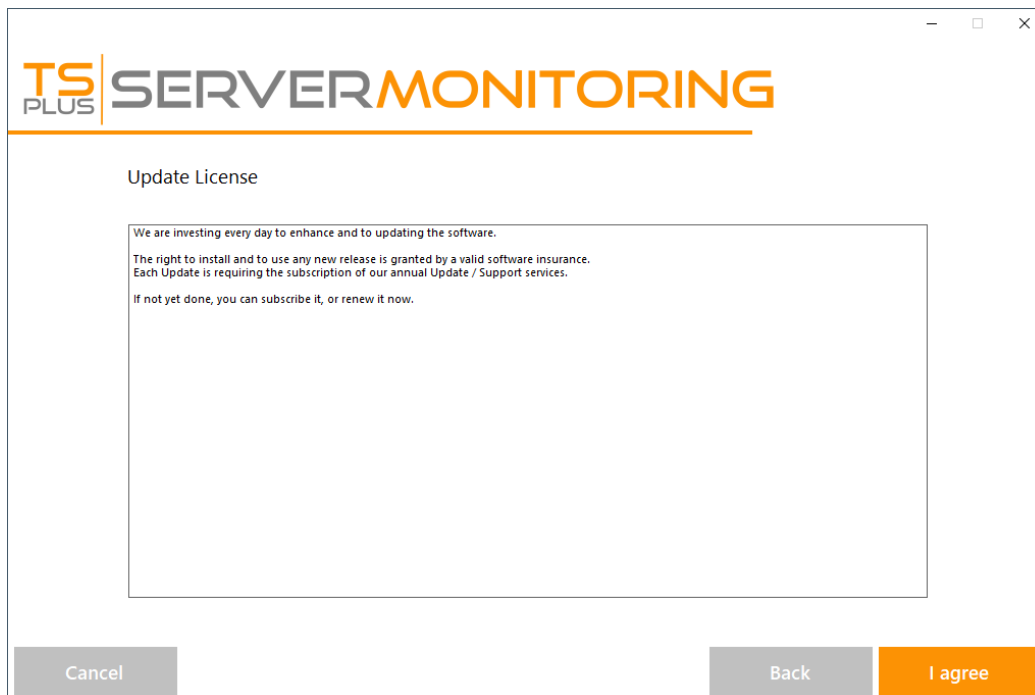 TS
PLUS
SERVERMONITORING
Update License
We are investing every day to enhance and to updating the software.
The right to install and to use any new release is granted by a valid software insurance.
Each Update is requiring the subscription of our annual Update / Support services.
If not yet done, you can subscribe it, or renew it now.
Cancel
Back
I agree